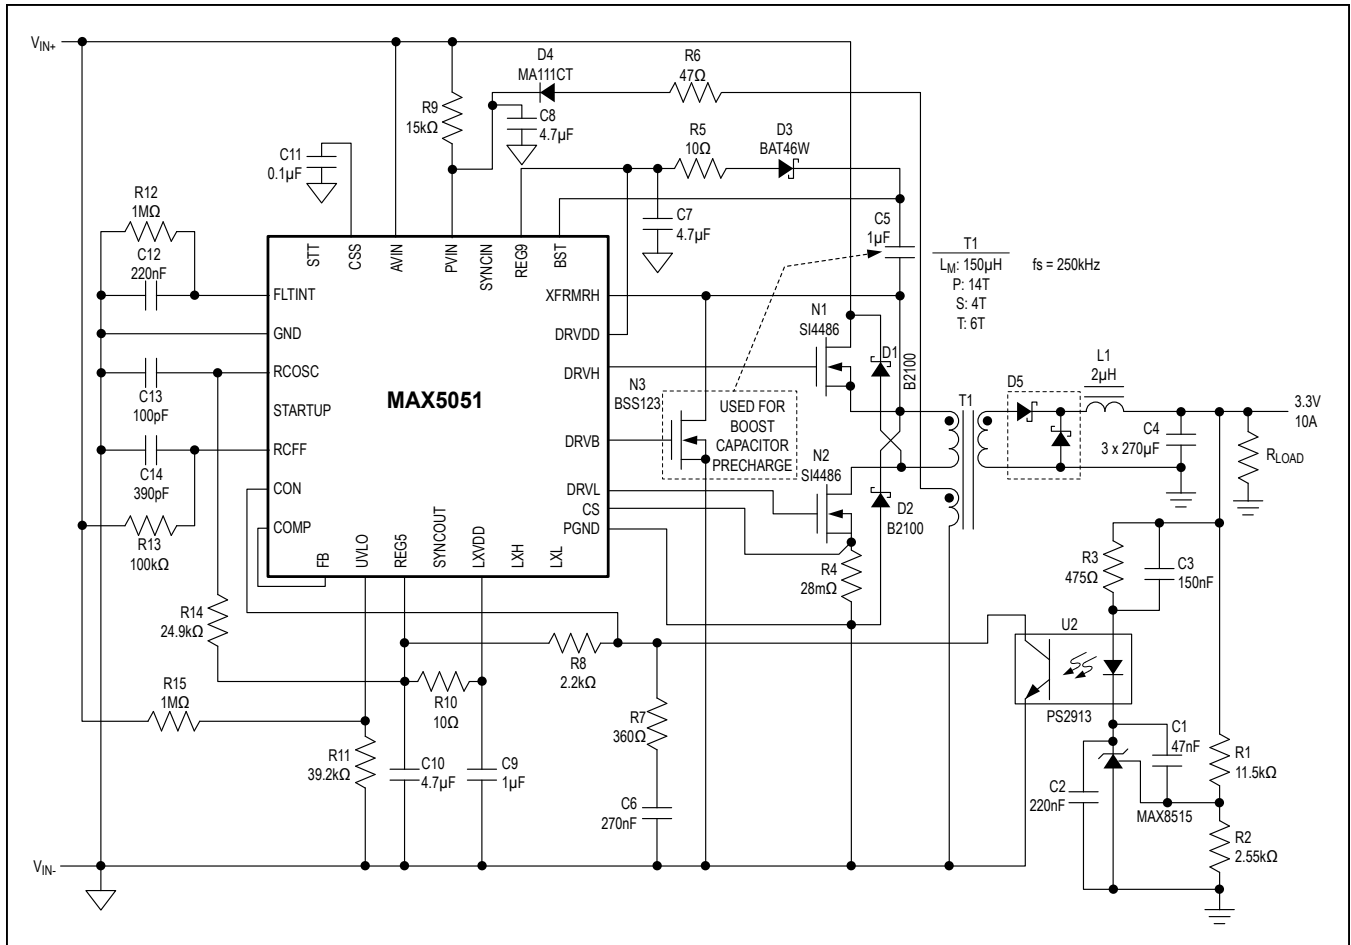 VIN+
D4
MA111CT
R6
47Ω
R9
15kΩ
C8
4.7µF
R5
10Ω
D3
BAT46W
C11
0.1µF
R12
1MΩ
C12
220nF
C7
4.7µF
C5
1µF
T1
LM: 150µH
P: 14T
S: 4T
T: 6T
fs = 250kHz
STT
CSS
AVIN
PVIN
SYNCIN
REG9
BST
FLTINT
GND
RCOSC
STARTUP
RCFF
CON
COMP
XFRMRH
DRVDD
DRVH
DRVB
DRVL
CS
PGND
MAX5051
FB
UVLO
REG5
SYNCOUT
LXVDD
LXH
LXL
C13
100pF
C14
390pF
R13
100kΩ
N1
SI4486
D1
B2100
N3
BSS123
USED FOR
BOOST
CAPACITOR
PRECHARGE
N2
SI4486
D2
B2100
R4
28mΩ
T1
D5
L1
2µH
C4
3 x 270µF
3.3V
10A
RLOAD
R3
475Ω
C3
150nF
U2
PS2913
R14
24.9kΩ
R15
1MΩ
R8
2.2kΩ
R10
10Ω
R7
360Ω
R11
39.2kΩ
C10
4.7µF
C9
1µF
C6
270nF
C1
47nF
C2
220nF
MAX8515
R1
11.5kΩ
R2
2.55kΩ
VIN-